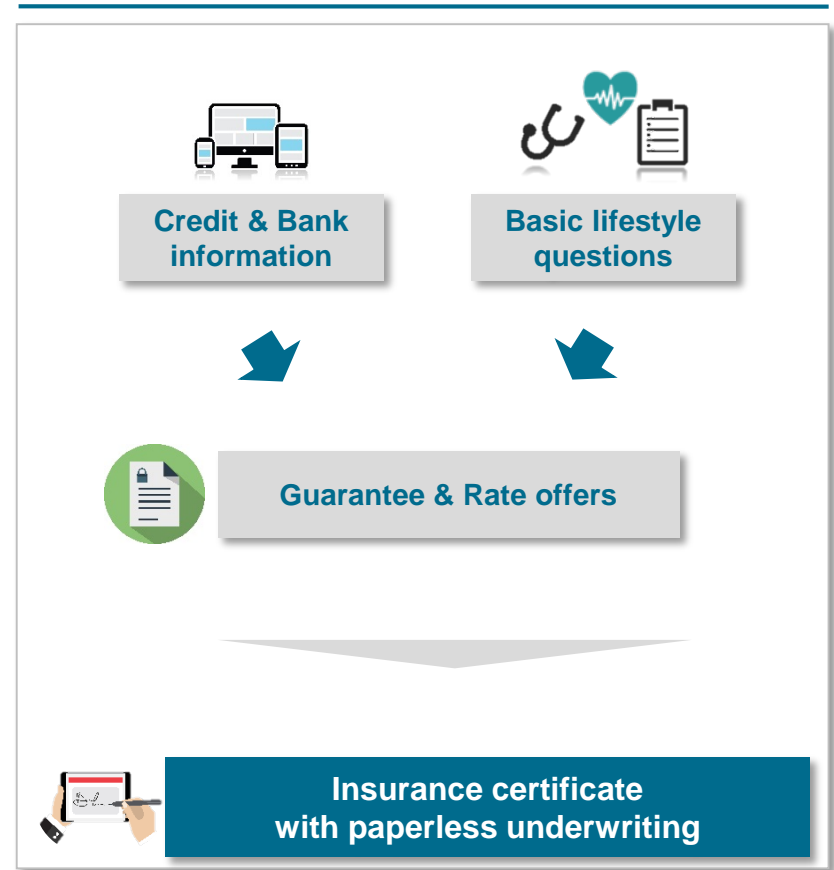 Credit & Bank
information
Basic lifestyle
questions
Guarantee & Rate offers
Insurance certificate
with paperless underwriting